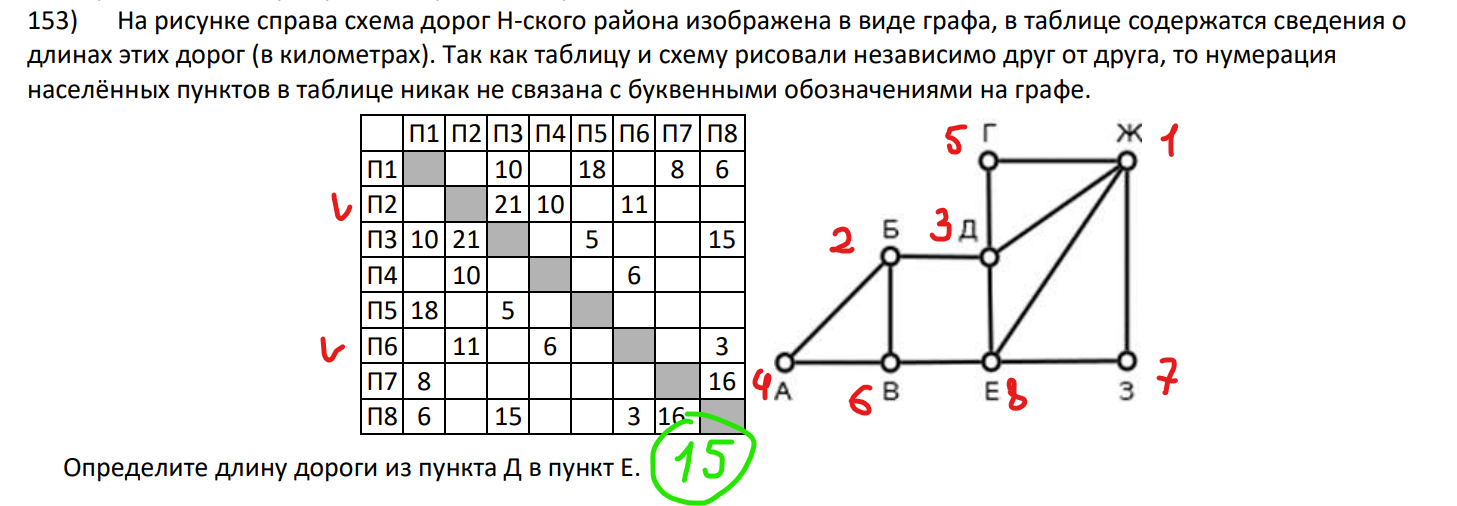 153) На рисунке справа схема дорог Н-ского района изображена в виде графа, в таблице содержатся сведения о
длинах этих дорог (в километрах). Так как таблицу и схему рисовали независимо друг от друга, то нумерация
населённых пунктов в таблице никак не связана с буквенными обозначениями на графе.
П1 П2 П3 П4 П5 П6 П7 П8
П1 10 18 8 6
П2 21 10 11
П3 10 21 5 15
П4 10 6
П5 18 5
П6 11 6 3
П7 8 16
П8 6 15 3 16
5 Г Ж 1
2 Б 3 Д
4 А 6 В Е 8 З 7
Определите длину дороги из пункта Д в пункт Е. 15